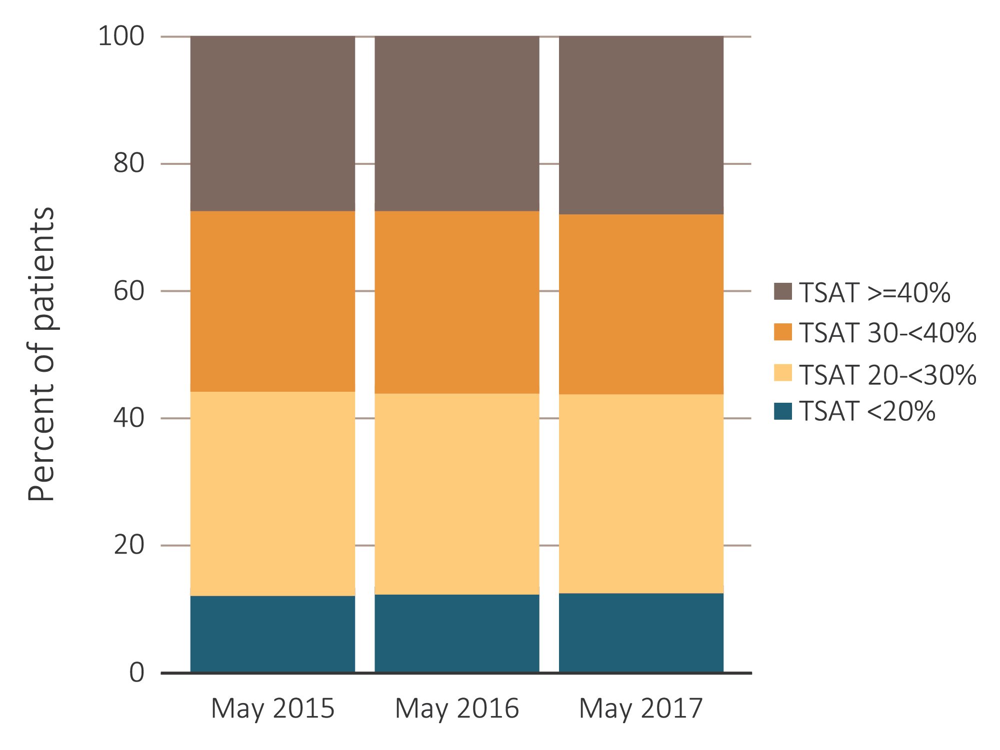 Percent of patients
100
80
60
40
20
0
May 2015
May 2016
May 2017
TSAT >=40%
TSAT 30-<40%
TSAT 20-<30%
TSAT <20%